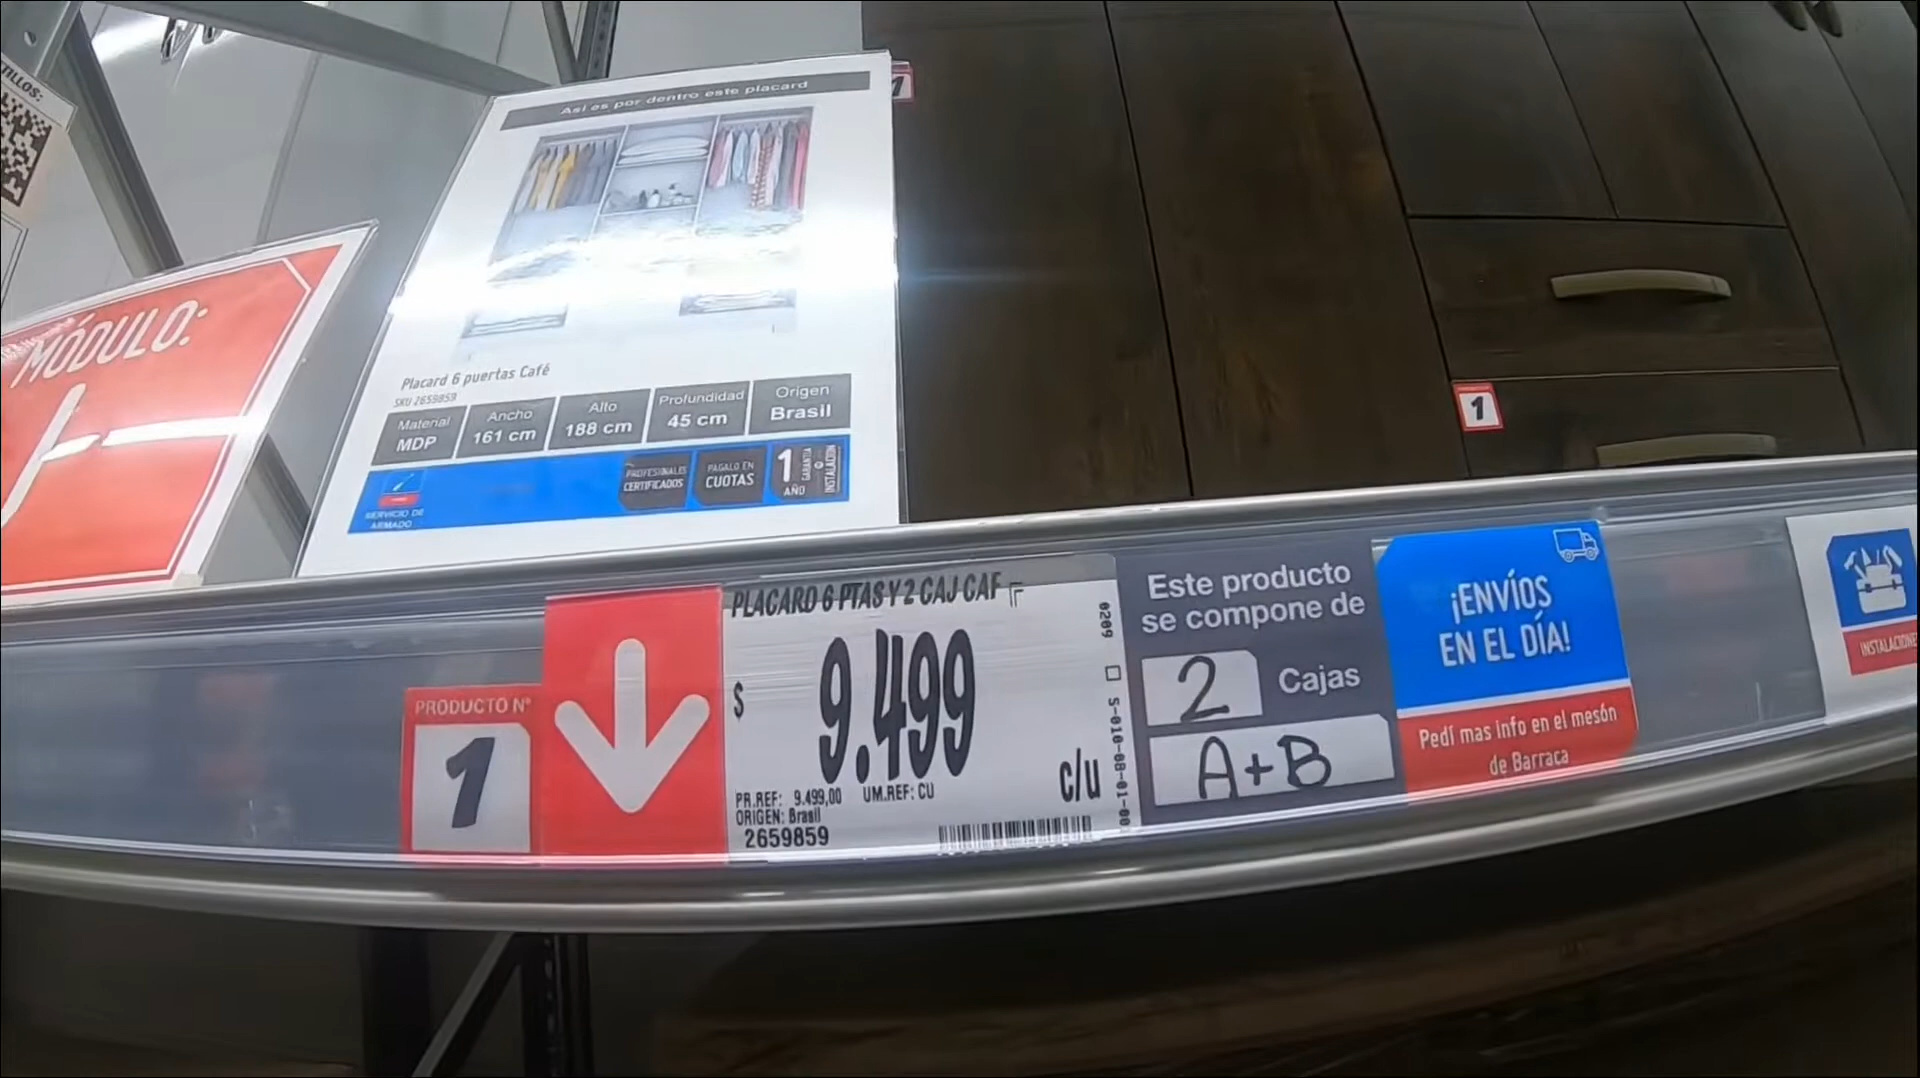 TILLOS:
MÓDULO:
Así es por dentro este placard
Placard 6 puertas Café
SKU 2659859
Material
MDP
Ancho
161 cm
Alto
188 cm
Profundidad
45 cm
Origen
Brasil
SERVICIO DE
ARMADO
PROFESIONALES
CERTIFICADOS
PAGALO EN
CUOTAS
1
AÑO
GARANTIA
INSTALACIÓN
1
1
PRODUCTO N°
1
PLACARD 6 PTAS Y 2 CAJ CAF
$ 9.499
c/u
PR.REF: 9.499,00 UM.REF: CU
ORIGEN: Brasil
2659859
0209
S-010-08-01-00
Este producto
se compone de
2 Cajas
A+B
¡ENVÍOS
EN EL DÍA!
Pedí mas info en el mesón
de Barraca
INSTALACIONE